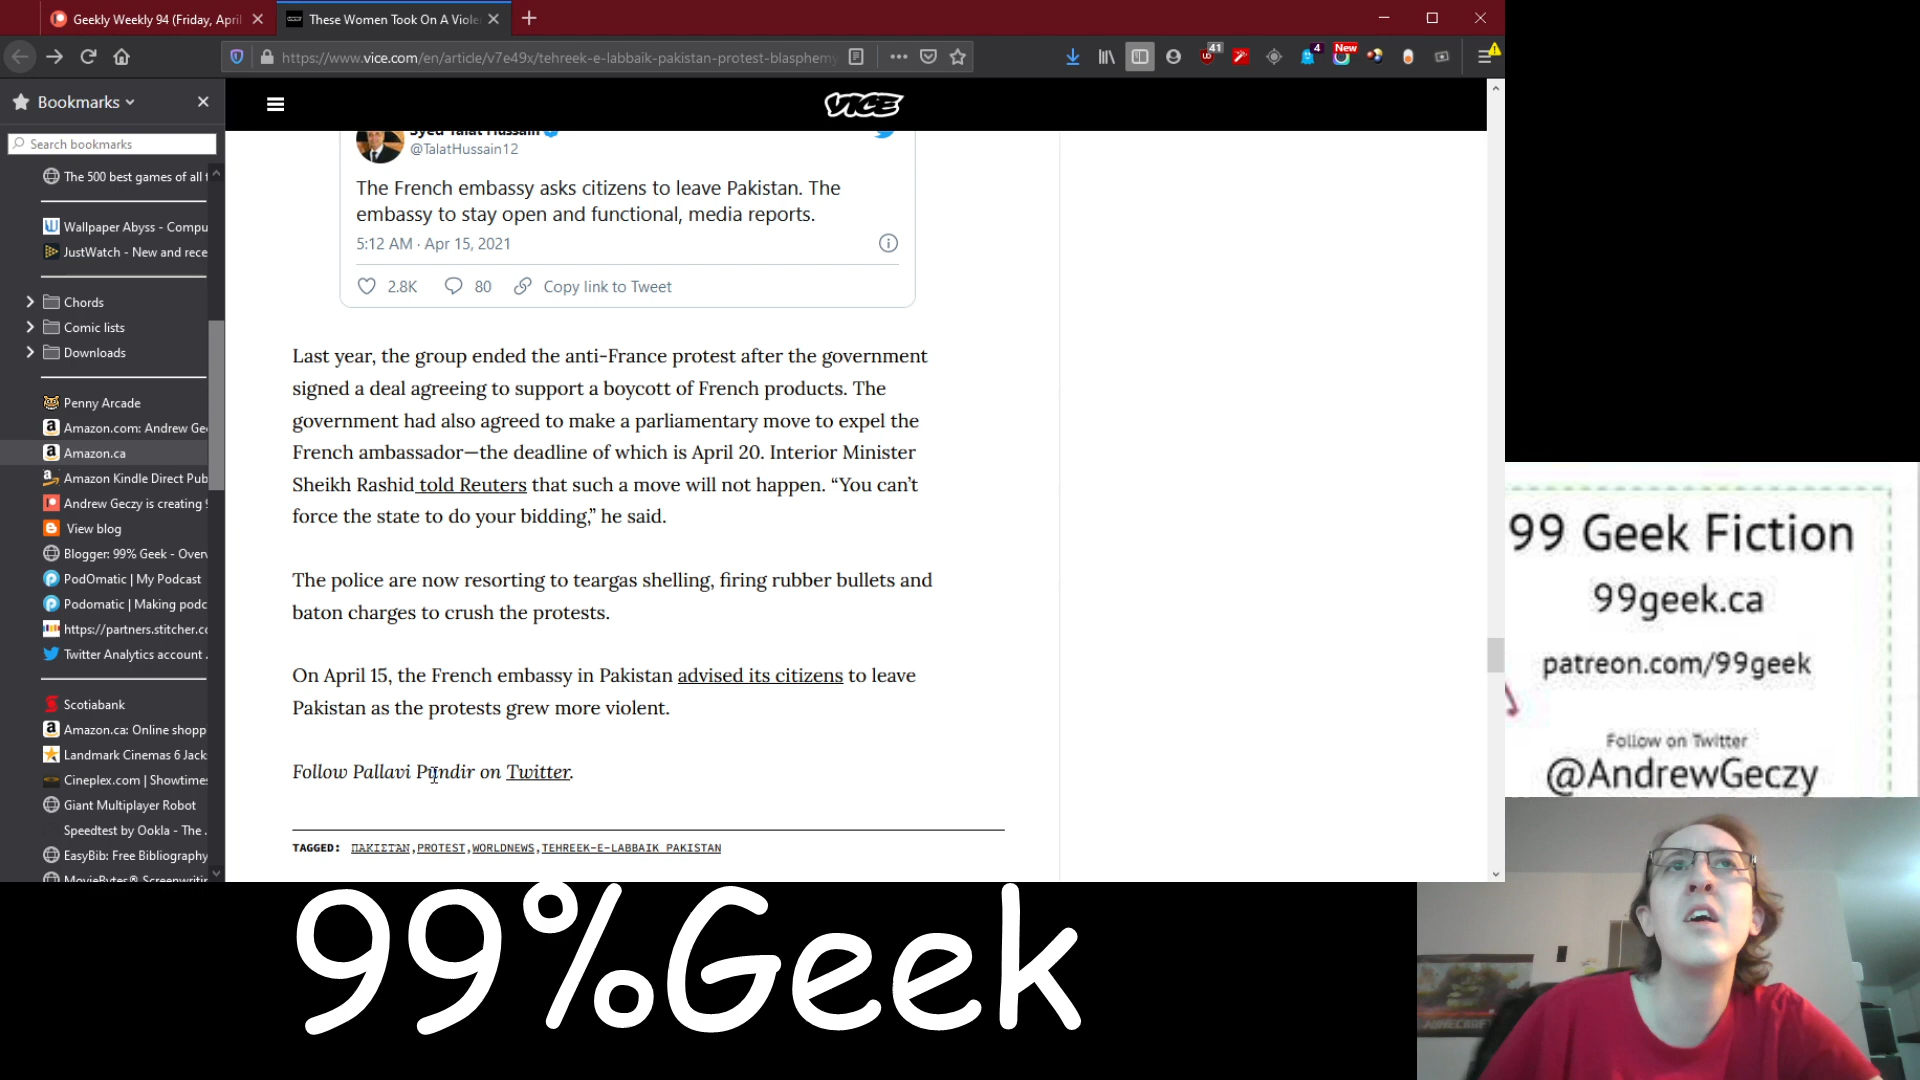 Geekly Weekly 94 (Friday, April
These Women Took On A Viole
https://www.vice.com/en/article/v7e49x/tehreek-e-labbaik-pakistan-protest-blasphemy
41
4
New
Bookmarks
Search bookmarks
The 500 best games of all t
Wallpaper Abyss - Compu
JustWatch - New and rece
Chords
Comic lists
Downloads
Penny Arcade
Amazon.com: Andrew Ge
Amazon.ca
Amazon Kindle Direct Pub
Andrew Geczy is creating 9
View blog
Blogger: 99% Geek - Overv
PodOmatic | My Podcast
Podomatic | Making podc
https://partners.stitcher.co
Twitter Analytics account .
Scotiabank
Amazon.ca: Online shopp
Landmark Cinemas 6 Jack
Cineplex.com | Showtimes
Giant Multiplayer Robot
Speedtest by Ookla - The .
EasyBib: Free Bibliography
MovieBytes® Screenwritin
VICE
Syed Talat Hussain
@TalatHussain12
The French embassy asks citizens to leave Pakistan. The
embassy to stay open and functional, media reports.
5:12 AM · Apr 15, 2021
2.8K 80 Copy link to Tweet
Last year, the group ended the anti-France protest after the government
signed a deal agreeing to support a boycott of French products. The
government had also agreed to make a parliamentary move to expel the
French ambassador—the deadline of which is April 20. Interior Minister
Sheikh Rashid told Reuters that such a move will not happen. “You can’t
force the state to do your bidding,” he said.
The police are now resorting to teargas shelling, firing rubber bullets and
baton charges to crush the protests.
On April 15, the French embassy in Pakistan advised its citizens to leave
Pakistan as the protests grew more violent.
Follow Pallavi Pundir on Twitter.
TAGGED: PAKISTAN, PROTEST, WORLDNEWS, TEHREEK-E-LABBAIK PAKISTAN
99 Geek Fiction
99geek.ca
patreon.com/99geek
Follow on Twitter
@AndrewGeczy
99%Geek
MINECRAFT